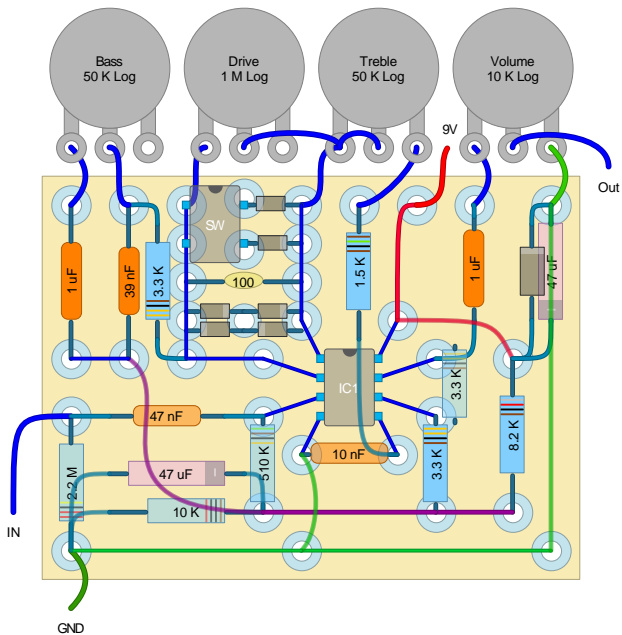 Bass
50 K Log
Drive
1 M Log
Treble
50 K Log
Volume
10 K Log
9V
Out
SW
1 uF
39 nF
3.3 K
100
1.5 K
1 uF
47 uF
IC1
3.3 K
47 nF
510 K
10 nF
3.3 K
8.2 K
2.2 M
47 uF
I
10 K
IN
GND